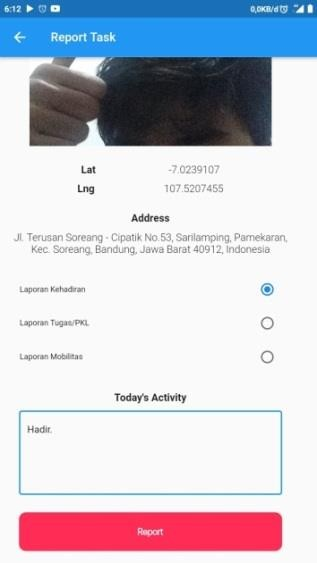 6:12
0,0KB/d
Report Task
Lat -7.0239107
Lng 107.5207455
Address
Jl. Terusan Soreang - Cipatik No.53, Sarilamping, Pamekaran,
Kec. Soreang, Bandung, Jawa Barat 40912, Indonesia
Laporan Kehadiran
Laporan Tugas/PKL
Laporan Mobilitas
Today's Activity
Hadir.
Report